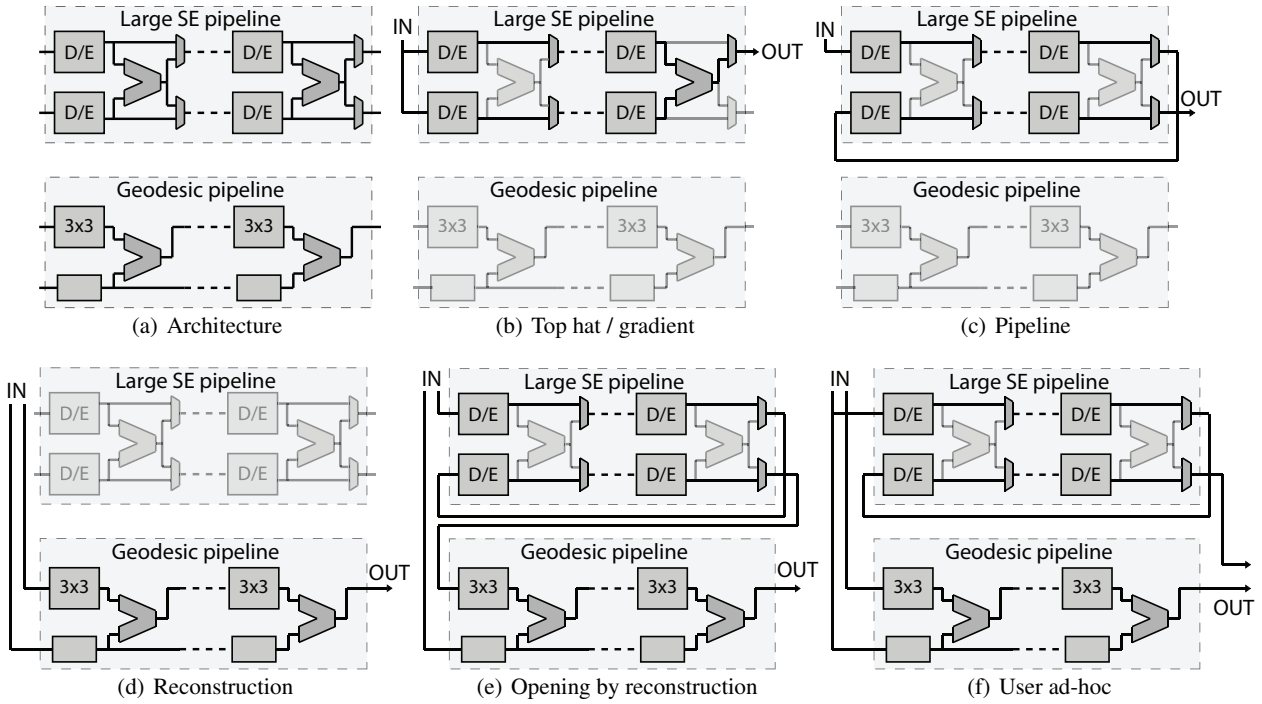 Large SE pipeline
D/E
D/E
D/E
D/E
Geodesic pipeline
3x3
3x3
(a) Architecture
IN
Large SE pipeline
D/E
D/E
OUT
D/E
D/E
Geodesic pipeline
3x3
3x3
(b) Top hat / gradient
IN
Large SE pipeline
D/E
D/E
OUT
D/E
D/E
Geodesic pipeline
3x3
3x3
(c) Pipeline
IN
Large SE pipeline
D/E
D/E
D/E
D/E
Geodesic pipeline
3x3
3x3
OUT
(d) Reconstruction
IN
Large SE pipeline
D/E
D/E
D/E
D/E
Geodesic pipeline
3x3
3x3
OUT
(e) Opening by reconstruction
IN
Large SE pipeline
D/E
D/E
D/E
D/E
Geodesic pipeline
3x3
3x3
OUT
(f) User ad-hoc